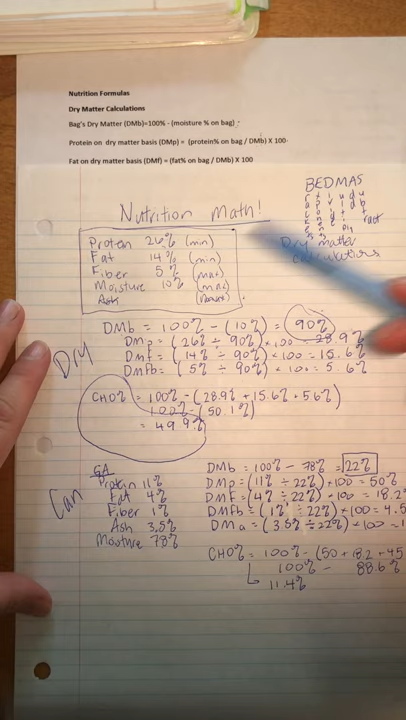 Nutrition Formulas
Dry Matter Calculations
Bag's Dry Matter (DMb)=100% - (moisture % on bag)
Protein on dry matter basis (DMp) = (protein% on bag / DMb) X 100
Fat on dry matter basis (DMf) = (fat% on bag / DMb) X 100
BEDMAS
Nutrition Math!
Dry matter
calculations
Protein 26% (min)
Fat 14% (min)
Fiber 5% (max)
Moisture 10% (max)
Ash
Dry
DMb = 100% - (10%) = 90%
DMp = (26% ÷ 90%) × 100 = 28.9%
DMf = (14% ÷ 90%) × 100 = 15.6%
DMFb = (5% ÷ 90%) × 100 = 5.6%
CHO% = 100% - (28.9% + 15.6% + 5.6%)
100% - (50.1%)
= 49.9%
Can
GA
Protein 11%
Fat 4%
Fiber 1%
Ash 3.5%
Moisture 78%
DMb = 100% - 78% = 22%
DMp = (11% ÷ 22%) × 100 = 50%
DMF = (4% ÷ 22%) × 100 = 18.2
DMFb = (1% ÷ 22%) × 100 = 4.5
DMa = (3.5% ÷ 22%) × 100 = 1
CHO% = 100% - (50 + 18.2 + 4.5
100% - 88.6%
11.4%